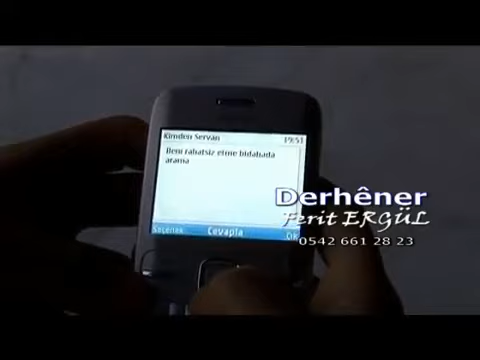 Kimden Servan
19:51
Beni rahatsiz etme bidahada
arama
Seçenek
Cevapla
Çık
Derhêner
Ferit ERGÜL
0542 661 28 23